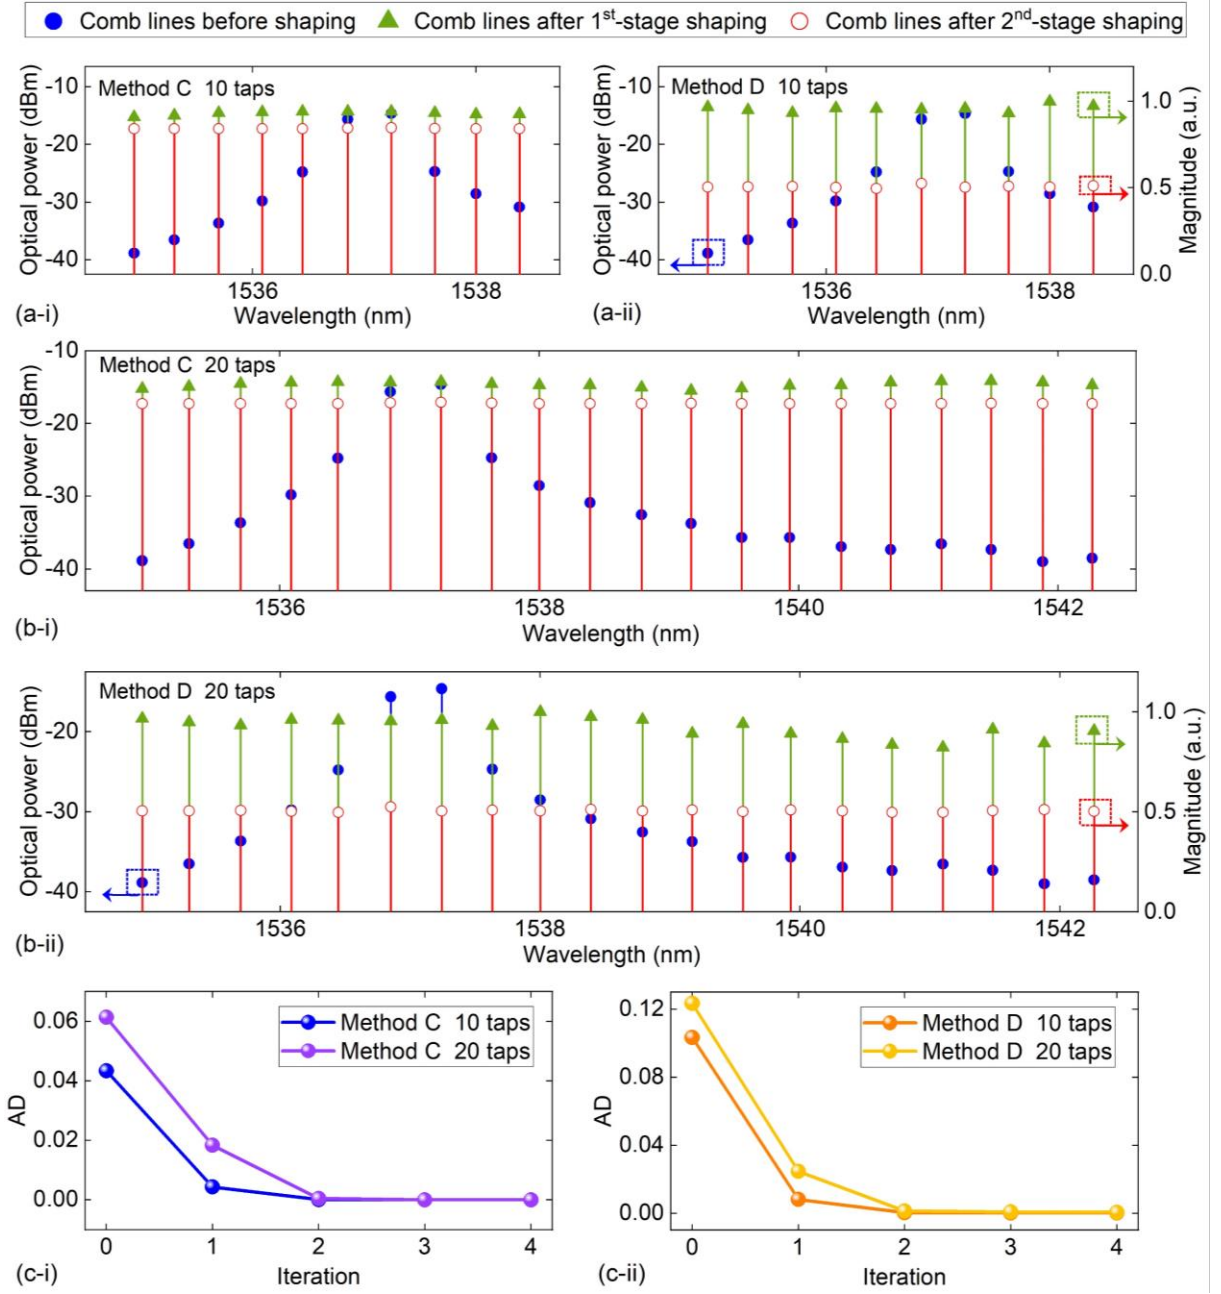 Comb lines before shaping Comb lines after 1st-stage shaping Comb lines after 2nd-stage shaping
Method C 10 taps
Optical power (dBm)
-10
-20
-30
-40
1536 1538
Wavelength (nm)
(a-i)
Method D 10 taps
Optical power (dBm)
-10
-20
-30
-40
1.0
0.5
0.0
Magnitude (a.u.)
1536 1538
Wavelength (nm)
(a-ii)
Method C 20 taps
Optical power (dBm)
-10
-20
-30
-40
1536 1538 1540 1542
Wavelength (nm)
(b-i)
Method D 20 taps
Optical power (dBm)
-20
-30
-40
1.0
0.5
0.0
Magnitude (a.u.)
1536 1538 1540 1542
Wavelength (nm)
(b-ii)
Method C 10 taps
Method C 20 taps
AD
0.06
0.04
0.02
0.00
0 1 2 3 4
Iteration
(c-i)
Method D 10 taps
Method D 20 taps
AD
0.12
0.08
0.04
0.00
0 1 2 3 4
Iteration
(c-ii)